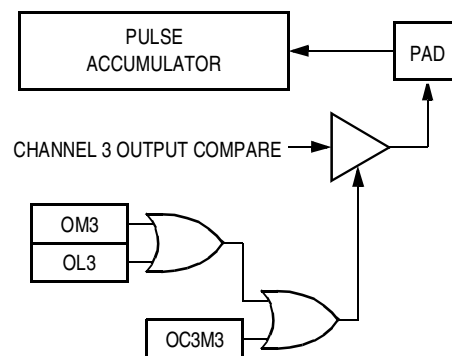 PULSE
ACCUMULATOR
PAD
CHANNEL 3 OUTPUT COMPARE
OM3
OL3
OC3M3